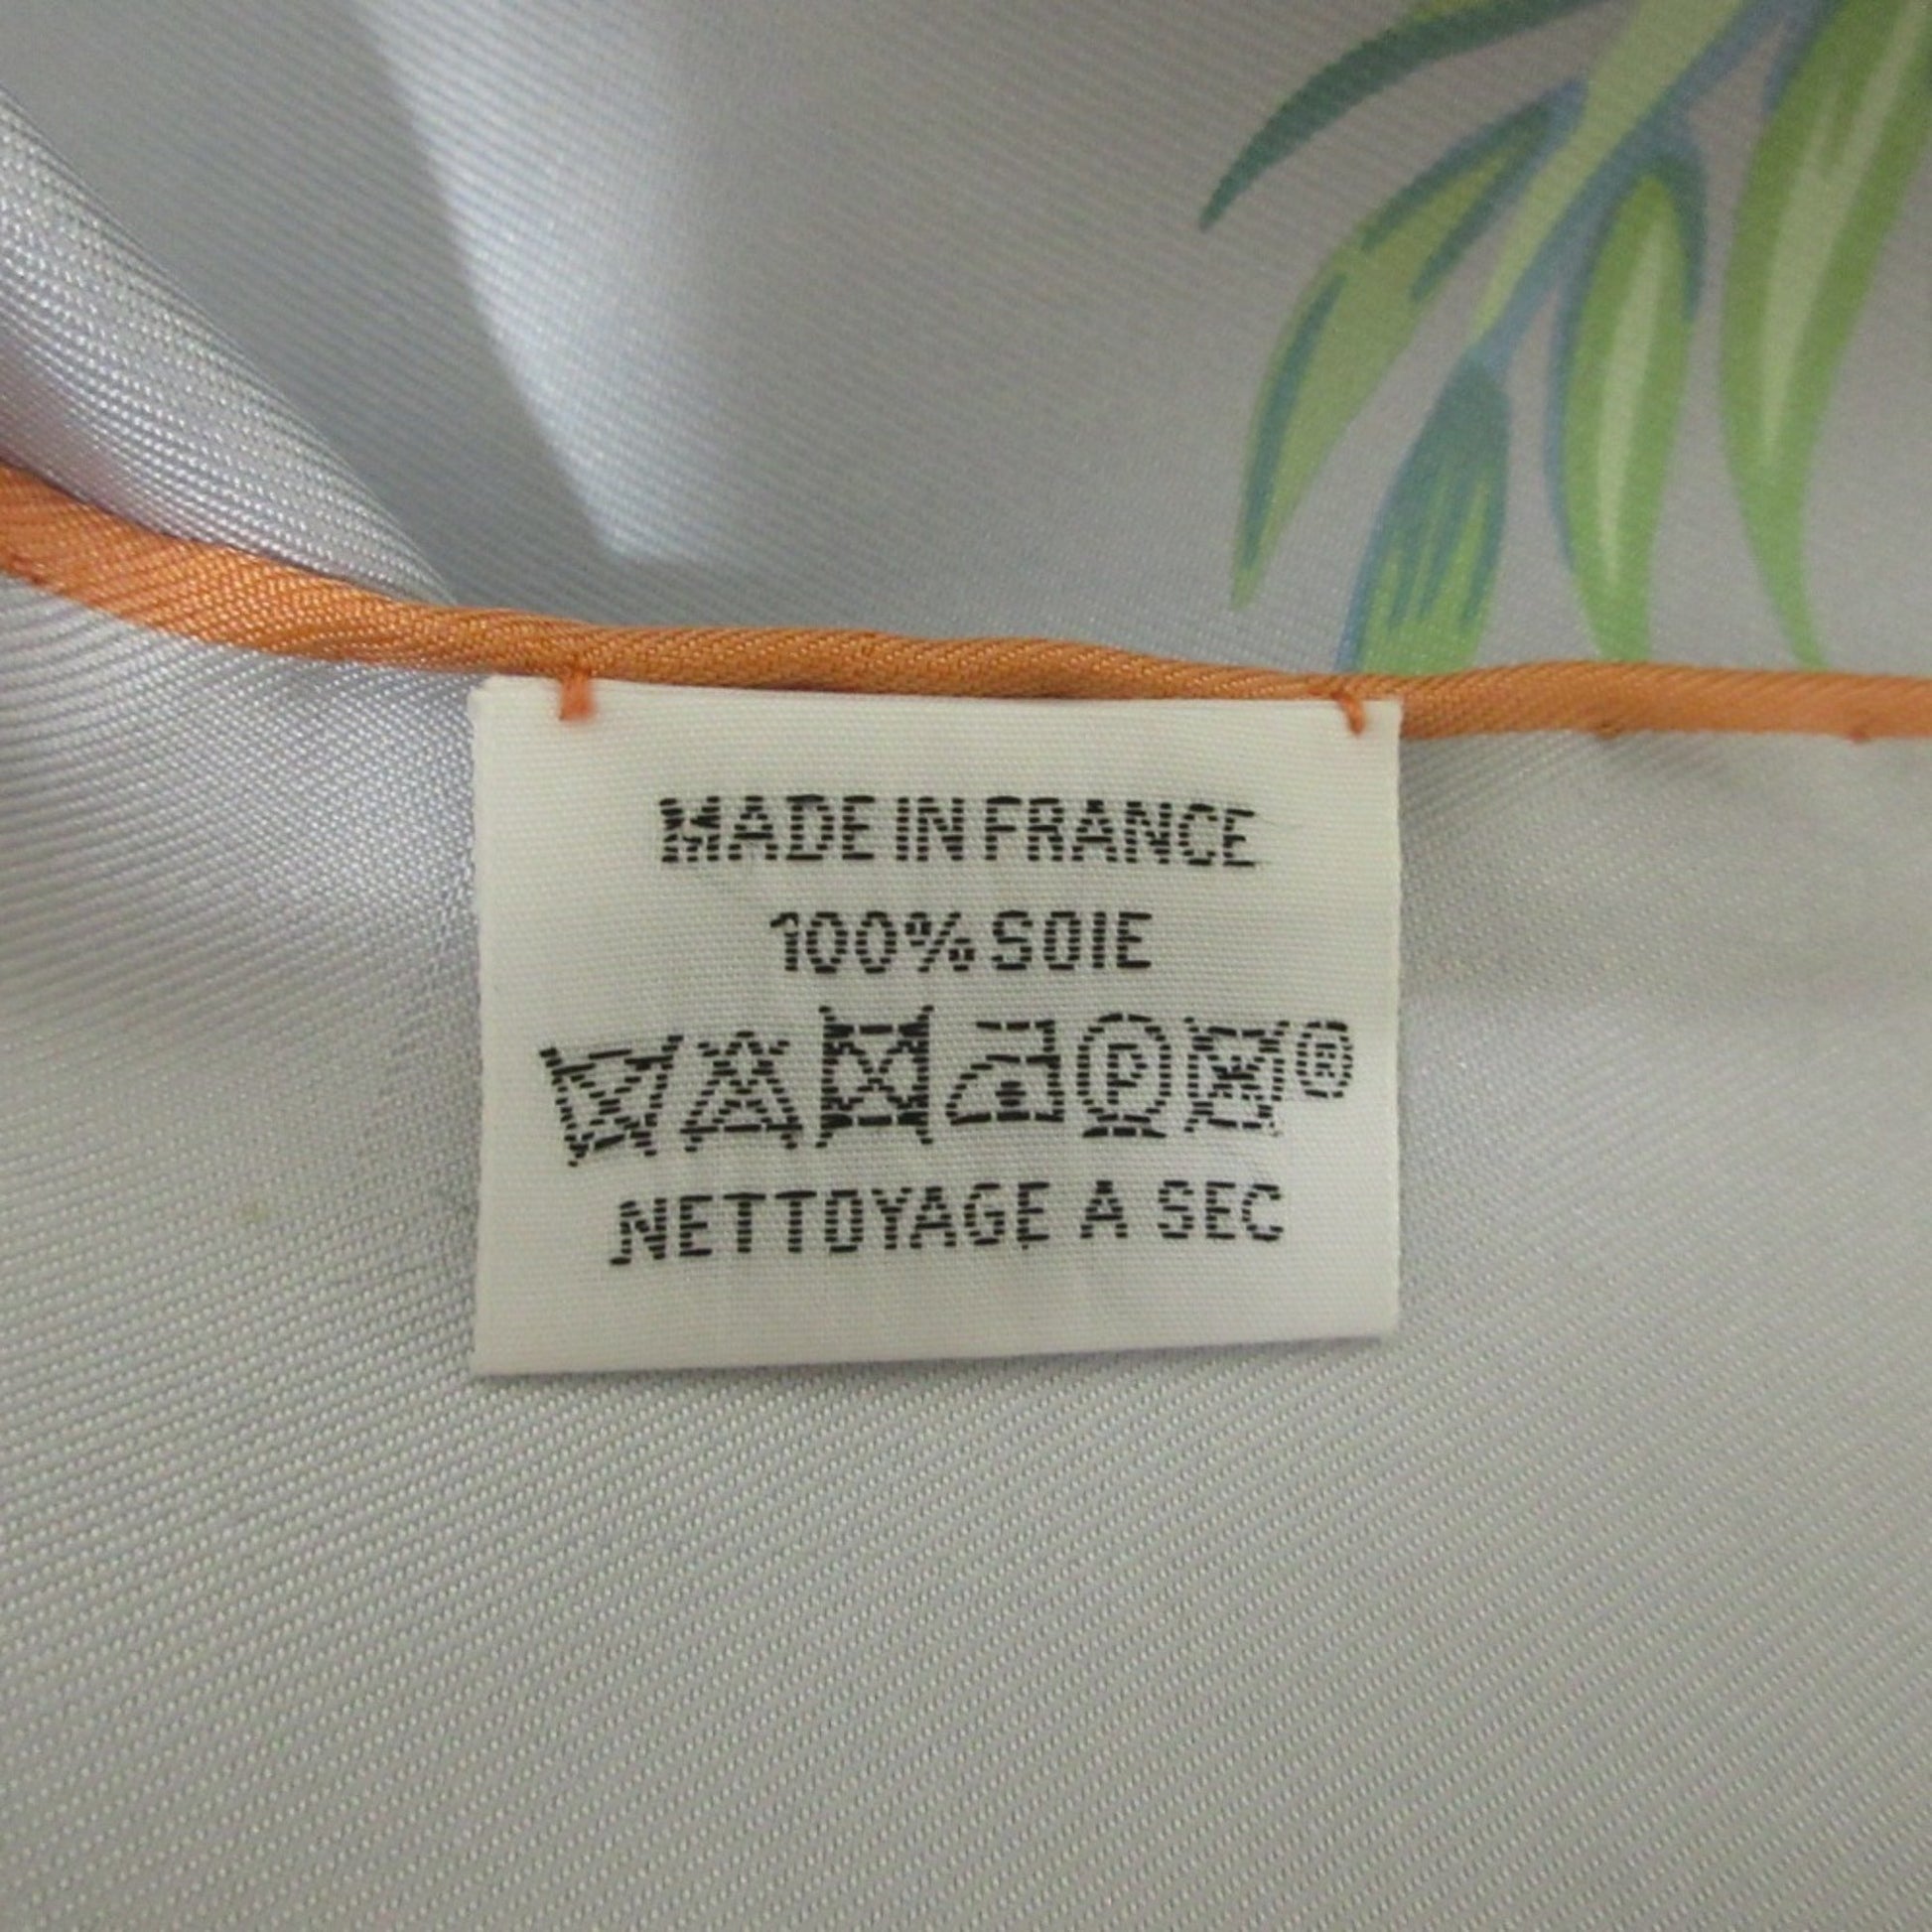 MADE IN FRANCE
100% SOIE
P ®
NETTOYAGE A SEC